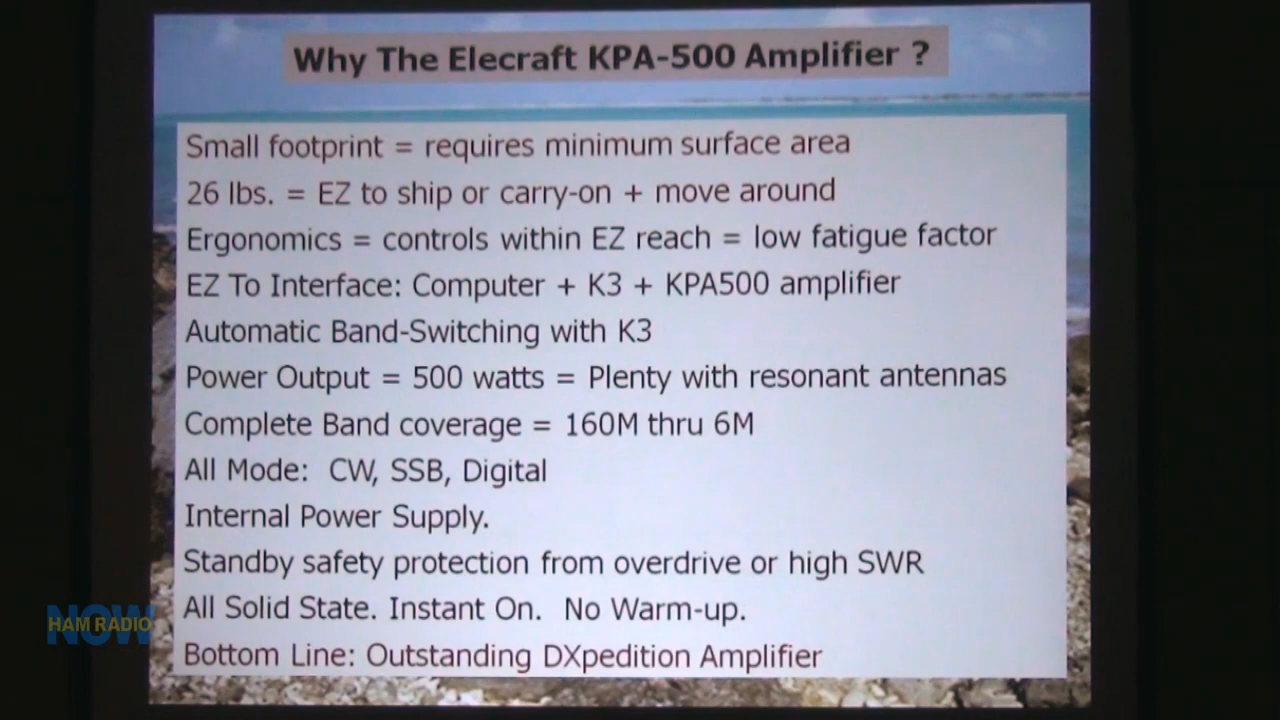 Why The Elecraft KPA-500 Amplifier ?
Small footprint = requires minimum surface area
26 lbs. = EZ to ship or carry-on + move around
Ergonomics = controls within EZ reach = low fatigue factor
EZ To Interface: Computer + K3 + KPA500 amplifier
Automatic Band-Switching with K3
Power Output = 500 watts = Plenty with resonant antennas
Complete Band coverage = 160M thru 6M
All Mode:  CW, SSB, Digital
Internal Power Supply.
Standby safety protection from overdrive or high SWR
All Solid State. Instant On.  No Warm-up.
Bottom Line: Outstanding DXpedition Amplifier
HAM RADIO
NOW